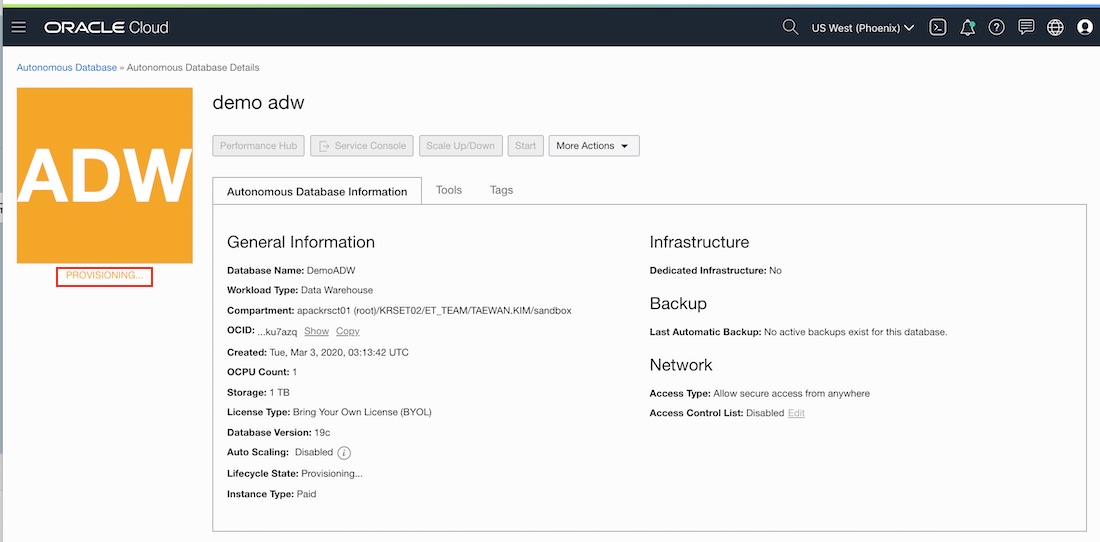 ORACLE Cloud
US West (Phoenix)
Autonomous Database » Autonomous Database Details
ADW
PROVISIONING...
demo adw
Performance Hub
Service Console
Scale Up/Down
Start
More Actions
Autonomous Database Information
Tools
Tags
General Information
Database Name: DemoADW
Workload Type: Data Warehouse
Compartment: apackrsct01 (root)/KRSET02/ET_TEAM/TAEWAN.KIM/sandbox
OCID: ...ku7azq Show Copy
Created: Tue, Mar 3, 2020, 03:13:42 UTC
OCPU Count: 1
Storage: 1 TB
License Type: Bring Your Own License (BYOL)
Database Version: 19c
Auto Scaling: Disabled i
Lifecycle State: Provisioning...
Instance Type: Paid
Infrastructure
Dedicated Infrastructure: No
Backup
Last Automatic Backup: No active backups exist for this database.
Network
Access Type: Allow secure access from anywhere
Access Control List: Disabled Edit